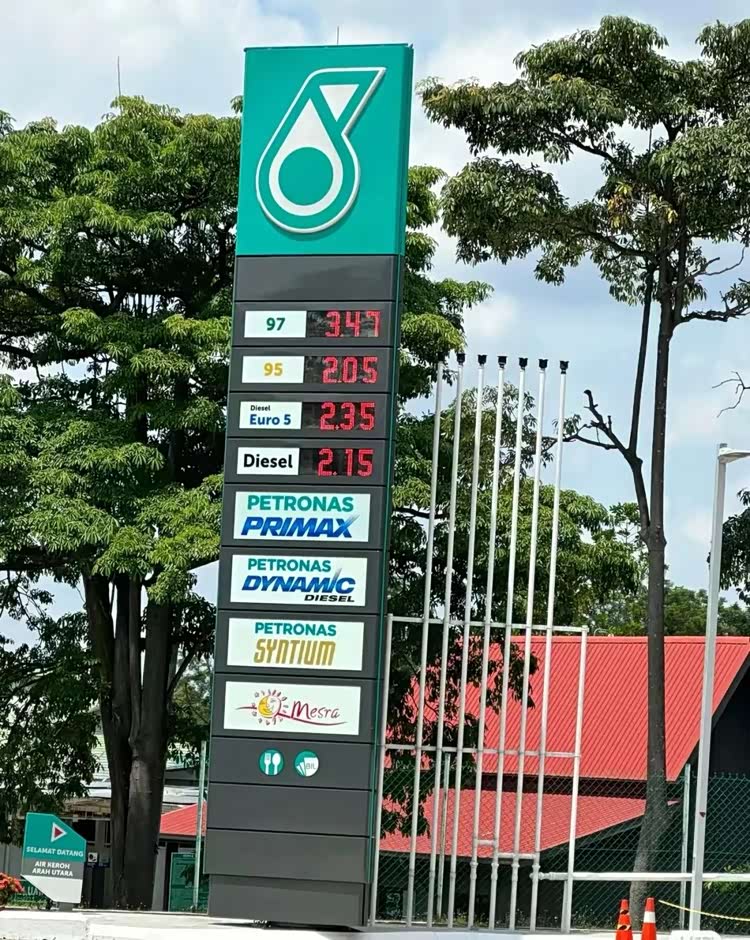 97 3.47
95 2.05
Diesel
Euro 5 2.35
Diesel 2.15
PETRONAS
PRIMAX
PETRONAS
DYNAMIC
DIESEL
PETRONAS
SYNTIUM
Mesra
BIL
SELAMAT DATANG
AIR KEROH
ARAH UTARA